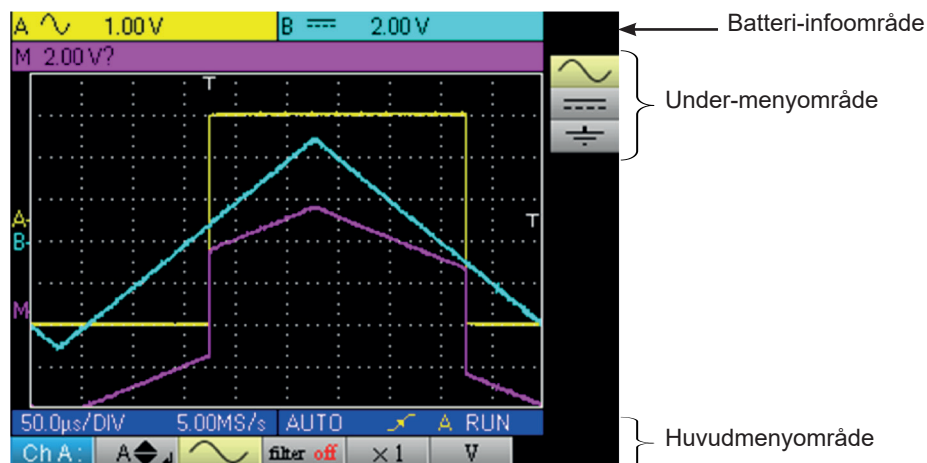 A 1.00 V B 2.00 V
Batteri-infoområde
M 2.00 V?
T
Under-menyområde
A
T
B
M
50.0µs/DIV 5.00MS/s AUTO A RUN
Huvudmenyområde
Ch A: A filter off ×1 V